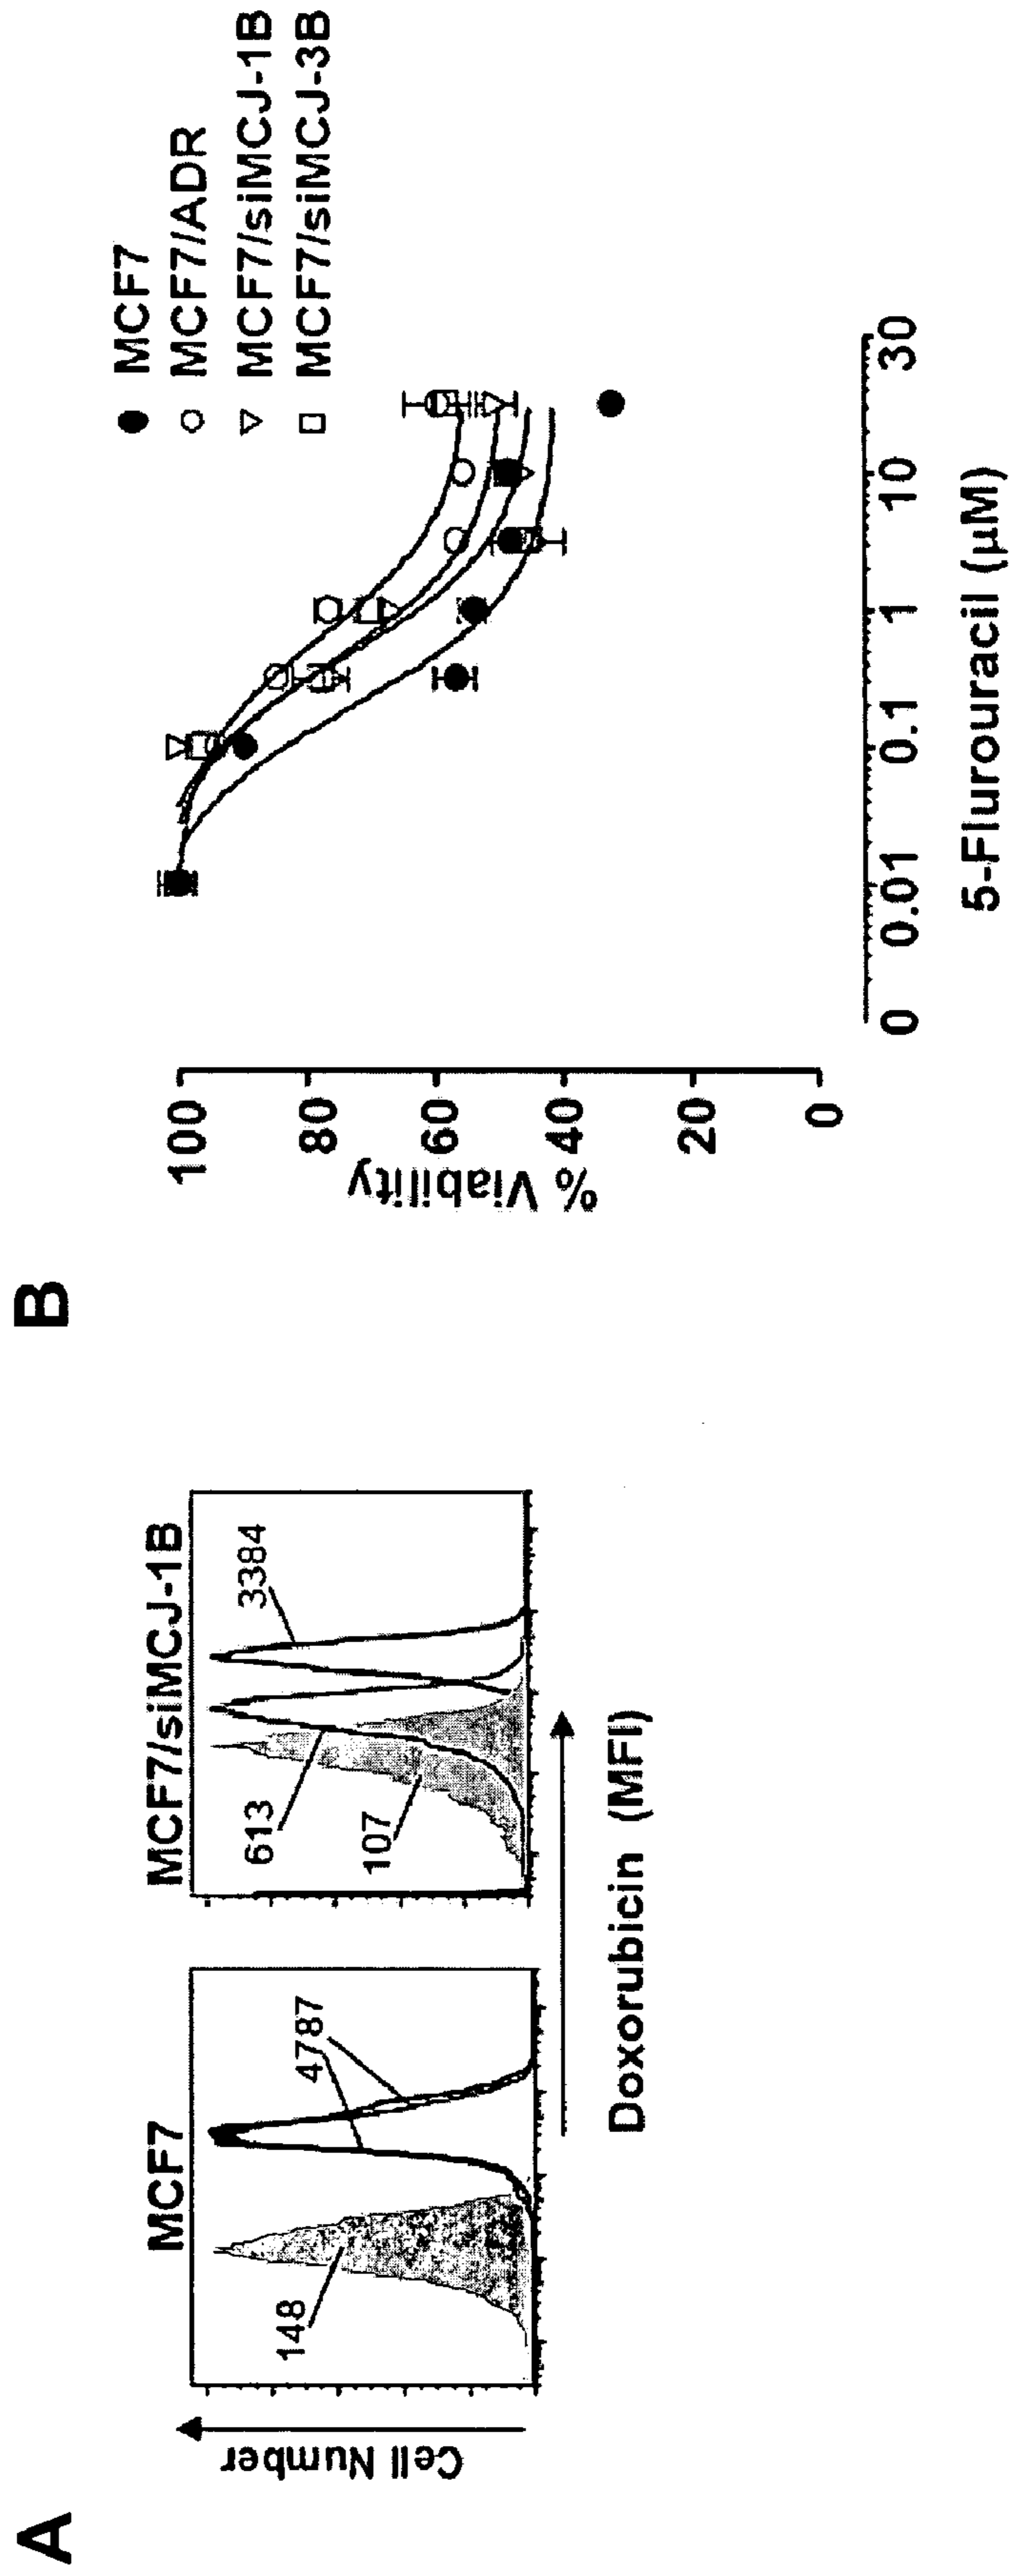 A
MCF7
MCF7/siMCJ-1B
Cell Number
148
4787
613
107
3384
Doxorubicin (MFI)
B
% Viability
100
80
60
40
20
0
0
0.01
0.1
1
10
30
5-Flurouracil (µM)
MCF7
MCF7/ADR
MCF7/siMCJ-1B
MCF7/siMCJ-3B